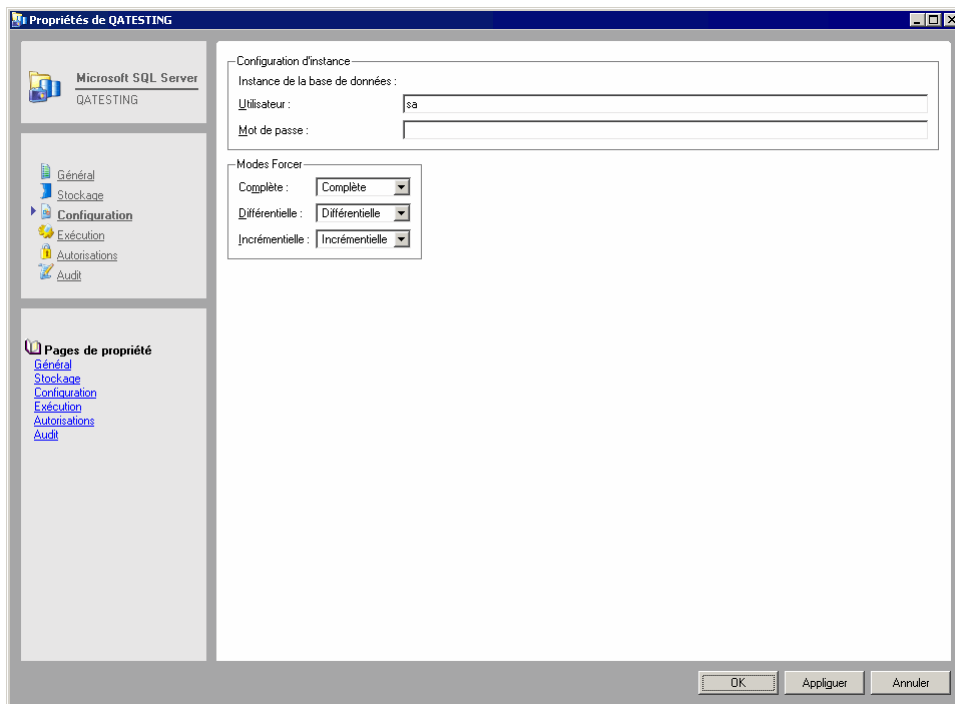 Propriétés de QATESTING
Microsoft SQL Server
QATESTING
Général
Stockage
Configuration
Exécution
Autorisations
Audit
Pages de propriété
Général
Stockage
Configuration
Exécution
Autorisations
Audit
Configuration d'instance
Instance de la base de données :
Utilisateur : sa
Mot de passe :
Modes Forcer
Complète : Complète
Différentielle : Différentielle
Incrémentielle : Incrémentielle
OK Appliquer Annuler